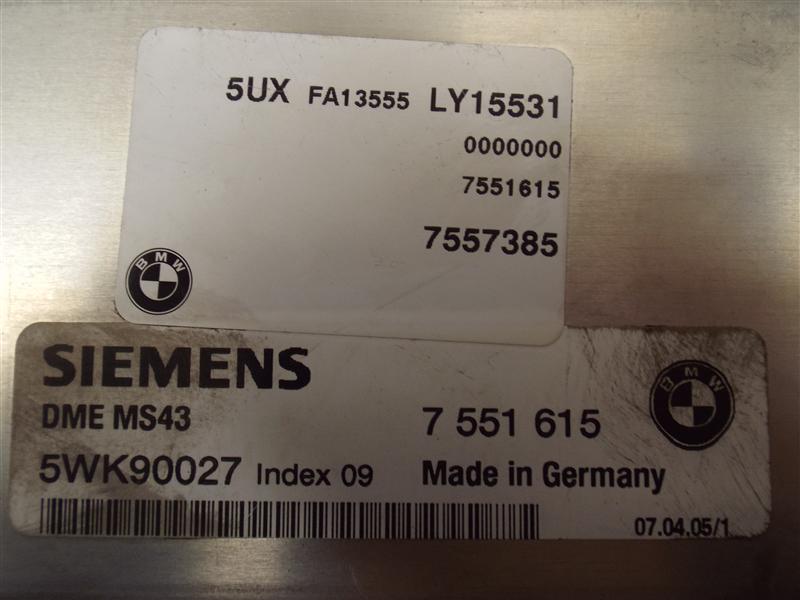 5UX FA13555 LY15531
0000000
7551615
7557385
BMW
SIEMENS
BMW
DME MS43 7 551 615
5WK90027 Index 09 Made in Germany
07.04.05/1